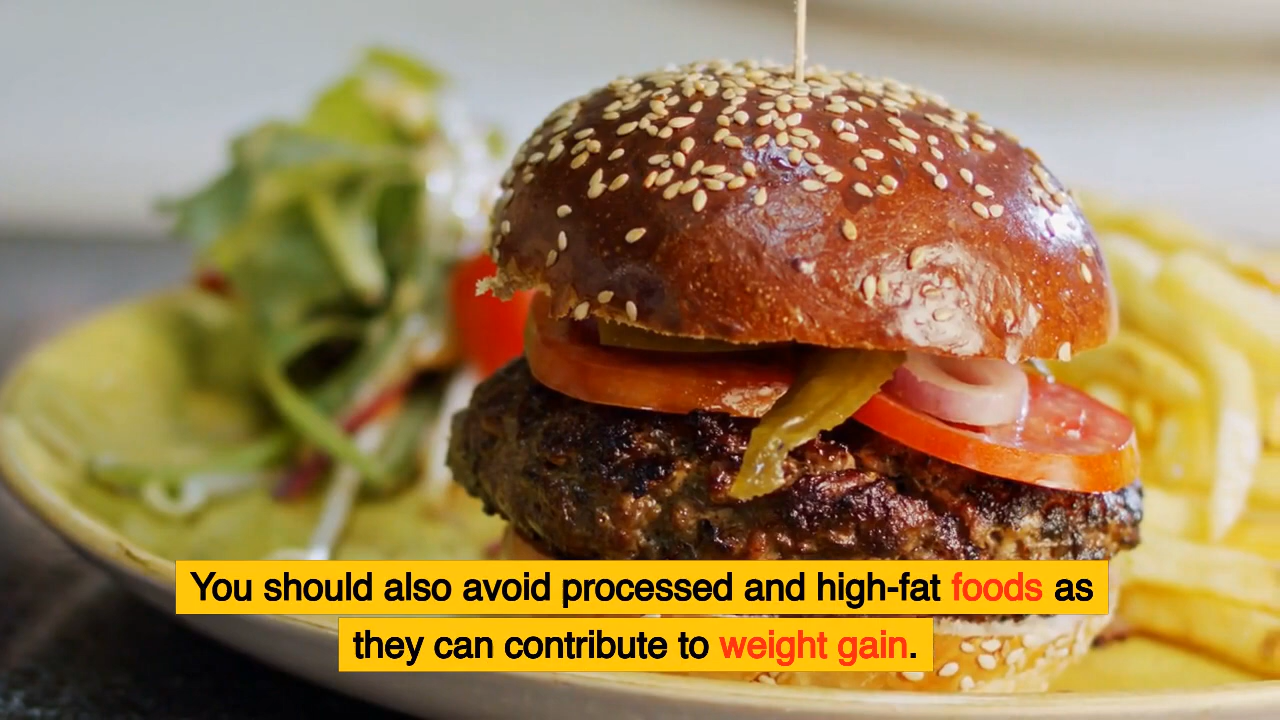 You should also avoid processed and high-fat foods as
they can contribute to weight gain.